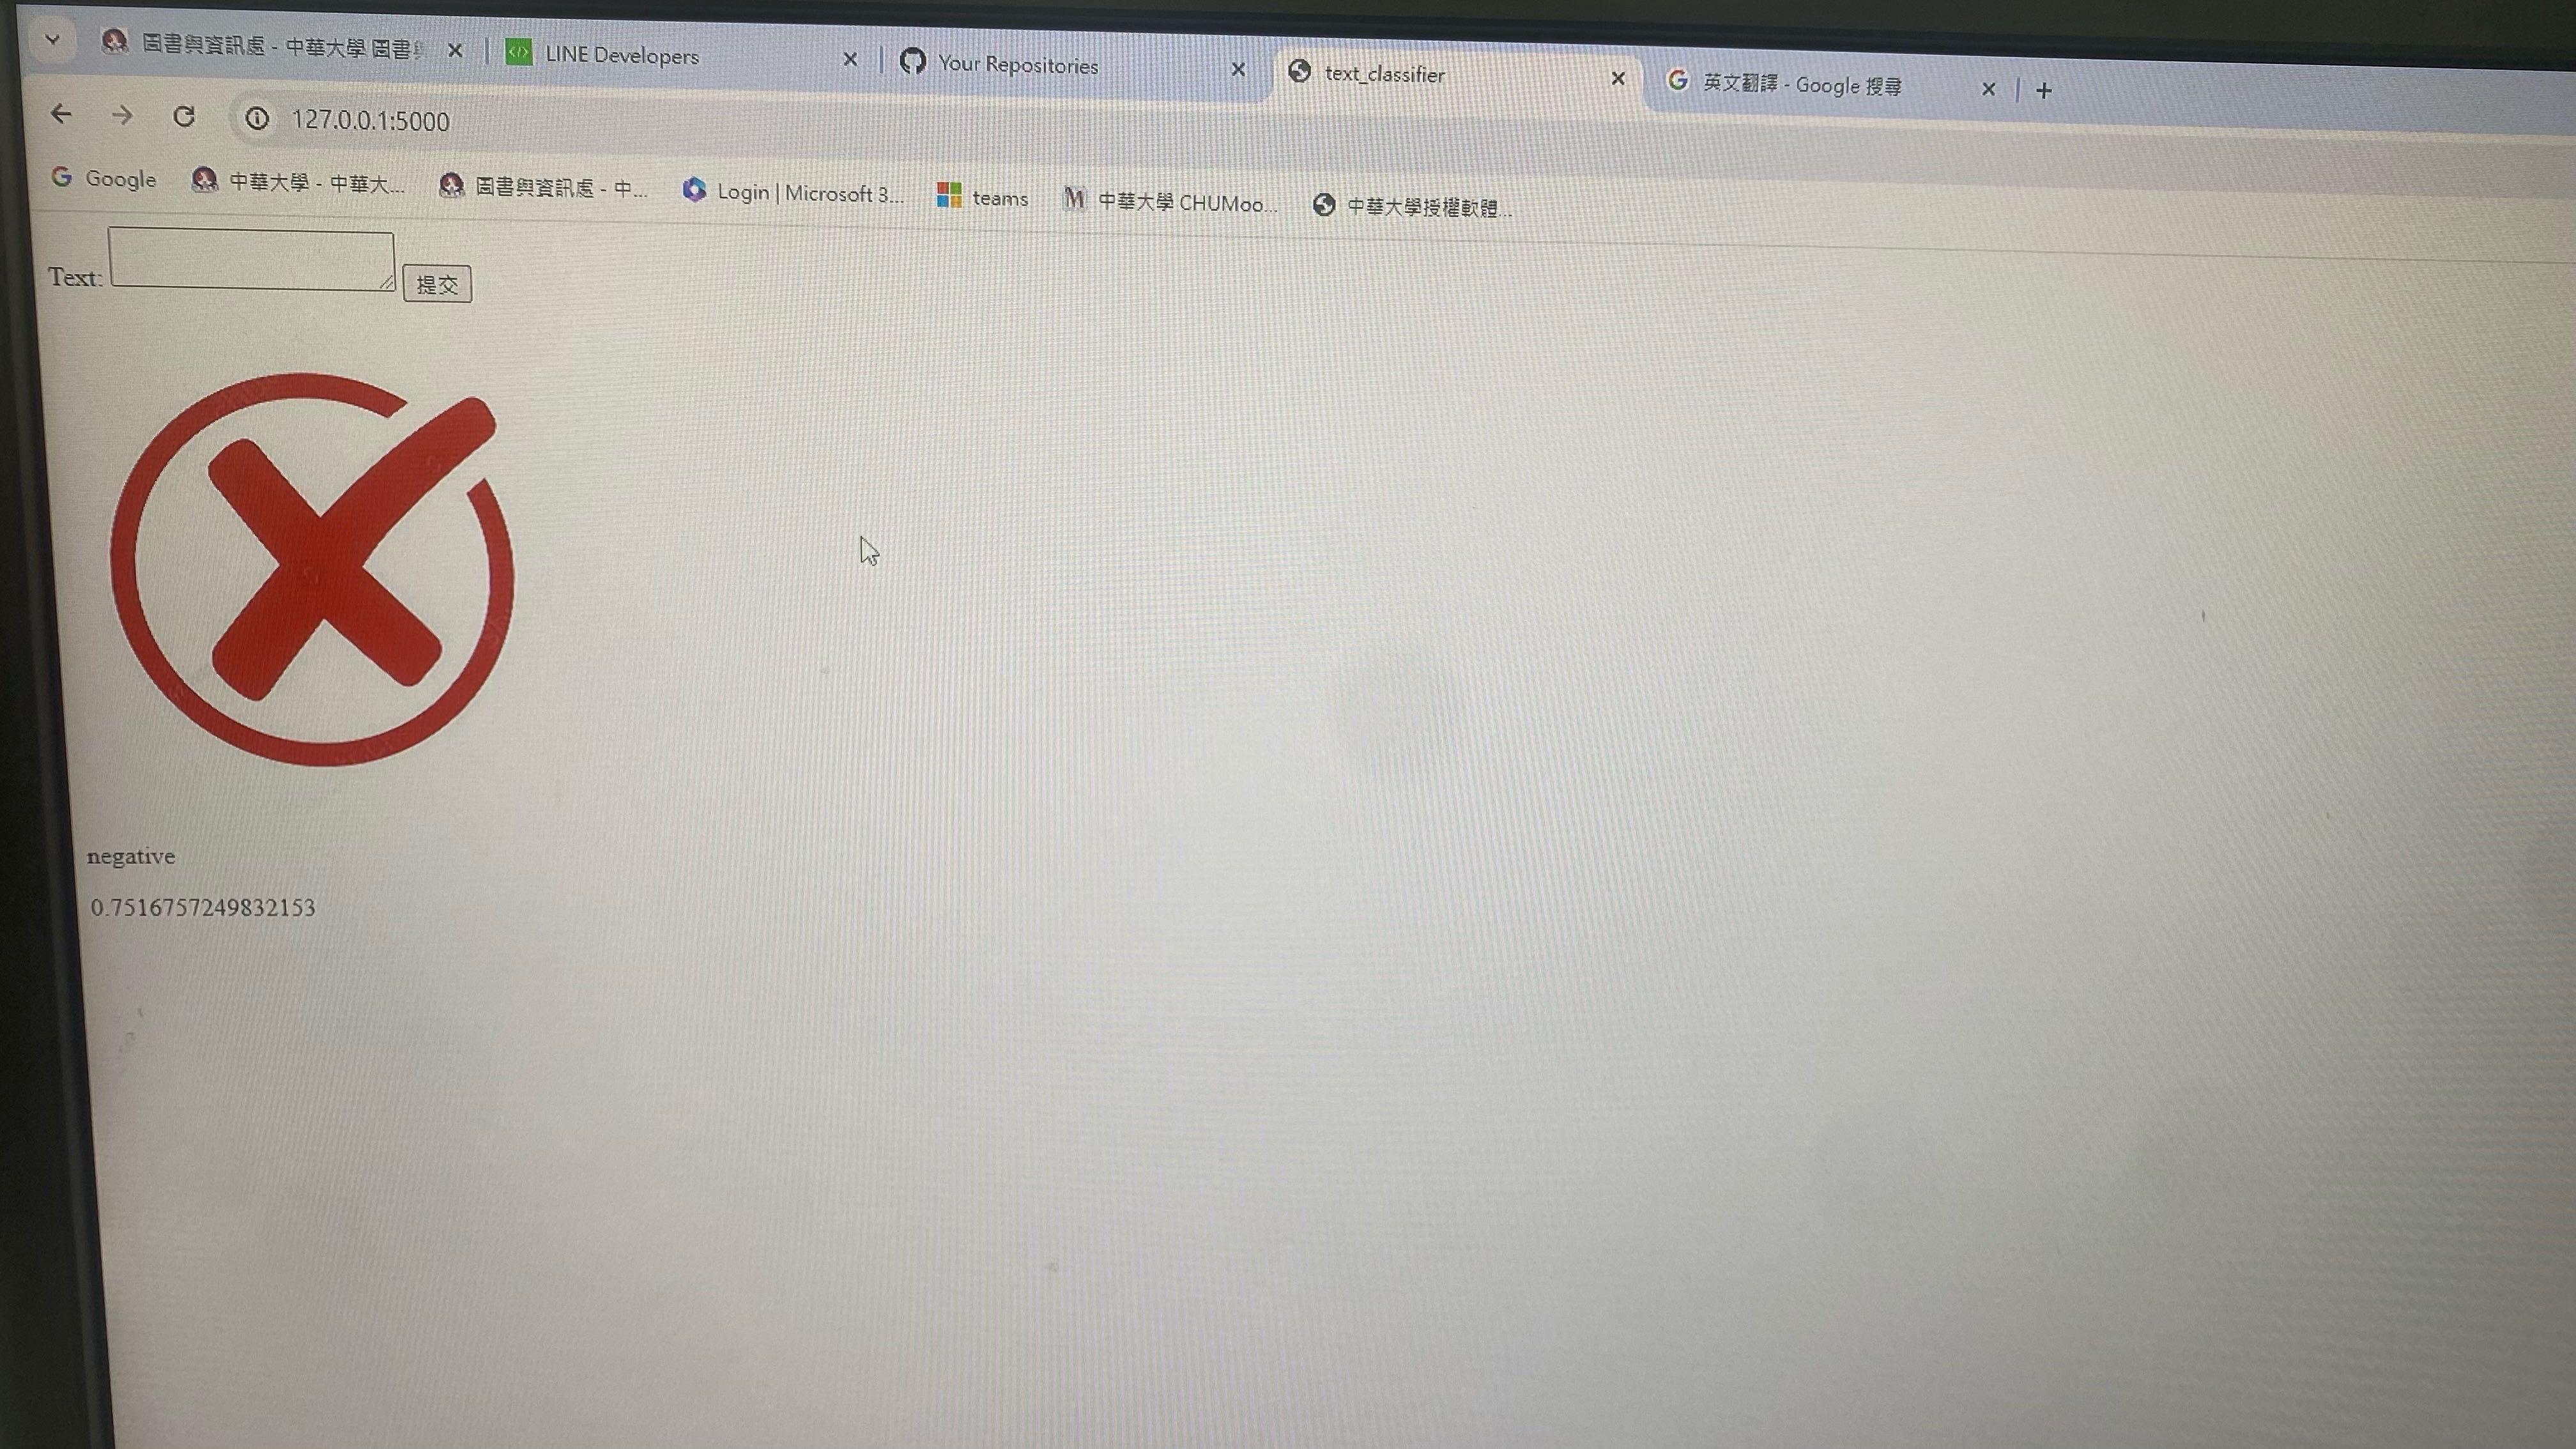 圖書與資訊處 - 中華大學 圖書與
LINE Developers
Your Repositories
text_classifier
英文翻譯 - Google 搜尋
127.0.0.1:5000
Google
中華大學 - 中華大...
圖書與資訊處 - 中...
Login | Microsoft 3...
teams
中華大學 CHUMoo...
中華大學授權軟體...
Text:
提交
negative
0.7516757249832153